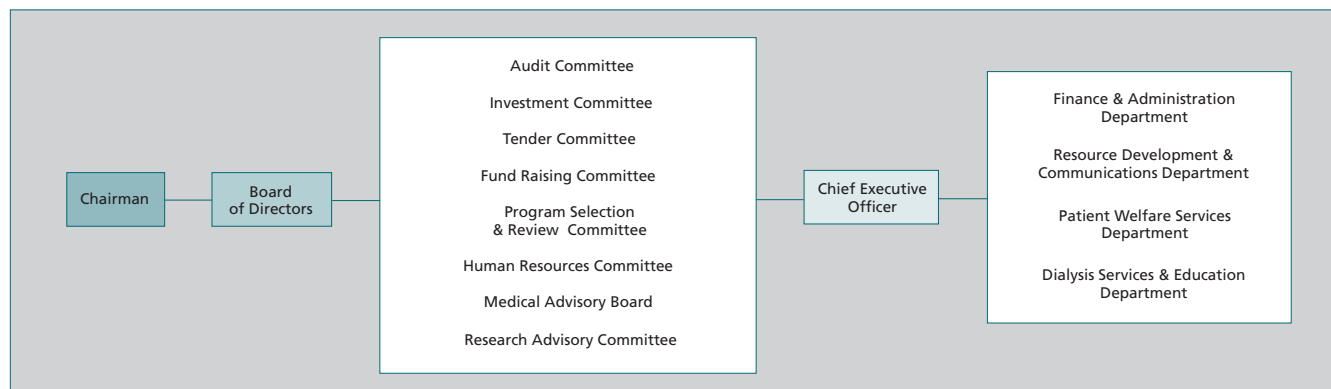 Chairman
Board
of Directors
Audit Committee
Investment Committee
Tender Committee
Fund Raising Committee
Program Selection
& Review Committee
Human Resources Committee
Medical Advisory Board
Research Advisory Committee
Chief Executive
Officer
Finance & Administration
Department
Resource Development &
Communications Department
Patient Welfare Services
Department
Dialysis Services & Education
Department